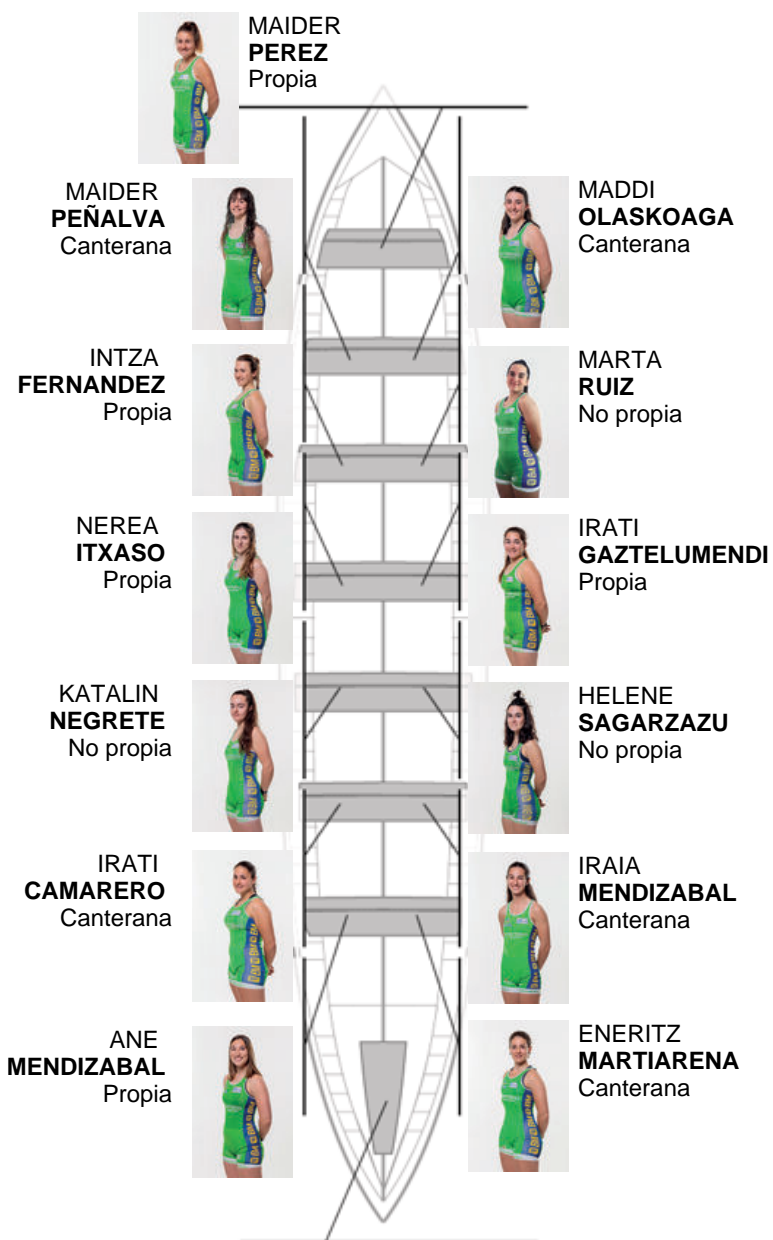 MAIDER
PEREZ
Propia
MAIDER
PEÑALVA
Canterana
MADDI
OLASKOAGA
Canterana
INTZA
FERNANDEZ
Propia
MARTA
RUIZ
No propia
NEREA
ITXASO
Propia
IRATI
GAZTELUMENDI
Propia
KATALIN
NEGRETE
No propia
HELENE
SAGARZAZU
No propia
IRATI
CAMARERO
Canterana
IRAIA
MENDIZABAL
Canterana
ANE
MENDIZABAL
Propia
ENERITZ
MARTIARENA
Canterana